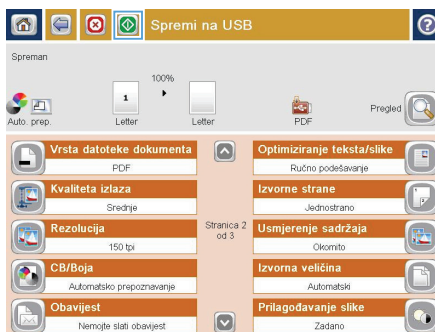 Spremi na USB
Spreman
100%
1
Auto. prep.
Letter
Letter
PDF
Pregled
Vrsta datoteke dokumenta
PDF
Optimiziranje teksta/slike
Ručno podešavanje
Kvaliteta izlaza
Srednje
Izvorne strane
Jednostrano
Rezolucija
150 tpi
Stranica 2
od 3
Usmjerenje sadržaja
Okomito
CB/Boja
Automatsko prepoznavanje
Izvorna veličina
Automatski
Obavijest
Nemojte slati obavijest
Prilagođavanje slike
Zadano